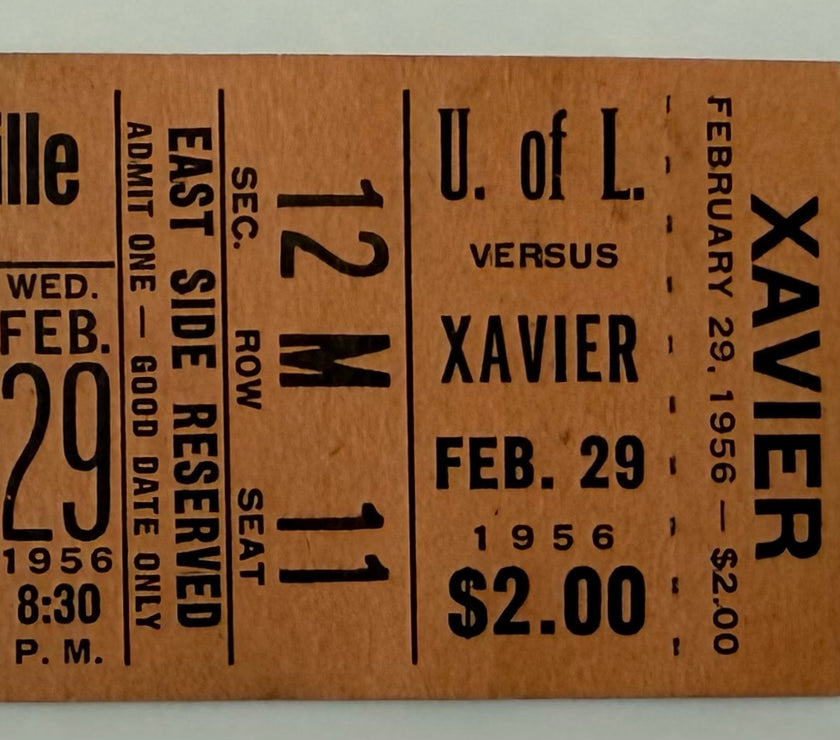 ille
WED.
FEB.
29
1956
8:30
P. M.
EAST SIDE RESERVED
ADMIT ONE — GOOD DATE ONLY
12 M 11
SEC. ROW SEAT
U. of L.
VERSUS
XAVIER
FEB. 29
1956
$2.00
XAVIER
FEBRUARY 29, 1956 — $2.00